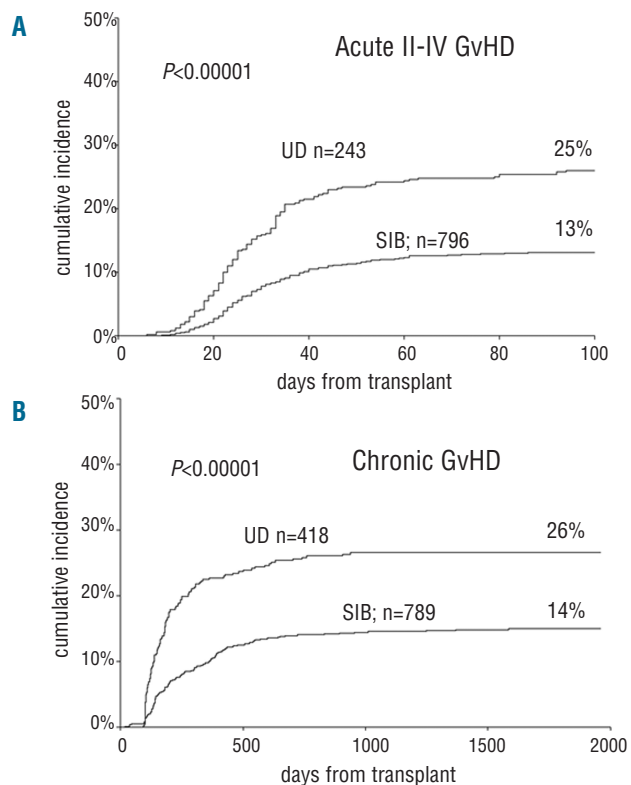 A
Acute II-IV GvHD
P<0.00001
50%
40%
30%
20%
10%
0%
cumulative incidence
UD n=243
25%
SIB; n=796
13%
0 20 40 60 80 100
days from transplant
B
Chronic GvHD
P<0.00001
50%
40%
30%
20%
10%
0%
cumulative incidence
UD n=418
26%
SIB; n=789
14%
0 500 1000 1500 2000
days from transplant